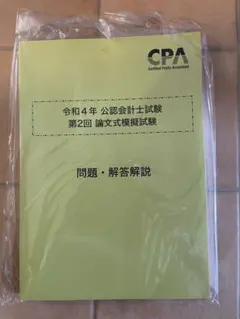 CPA
Certified Public Accountant
令和4年 公認会計士試験
第2回 論文式模擬試験
問題・解答解説